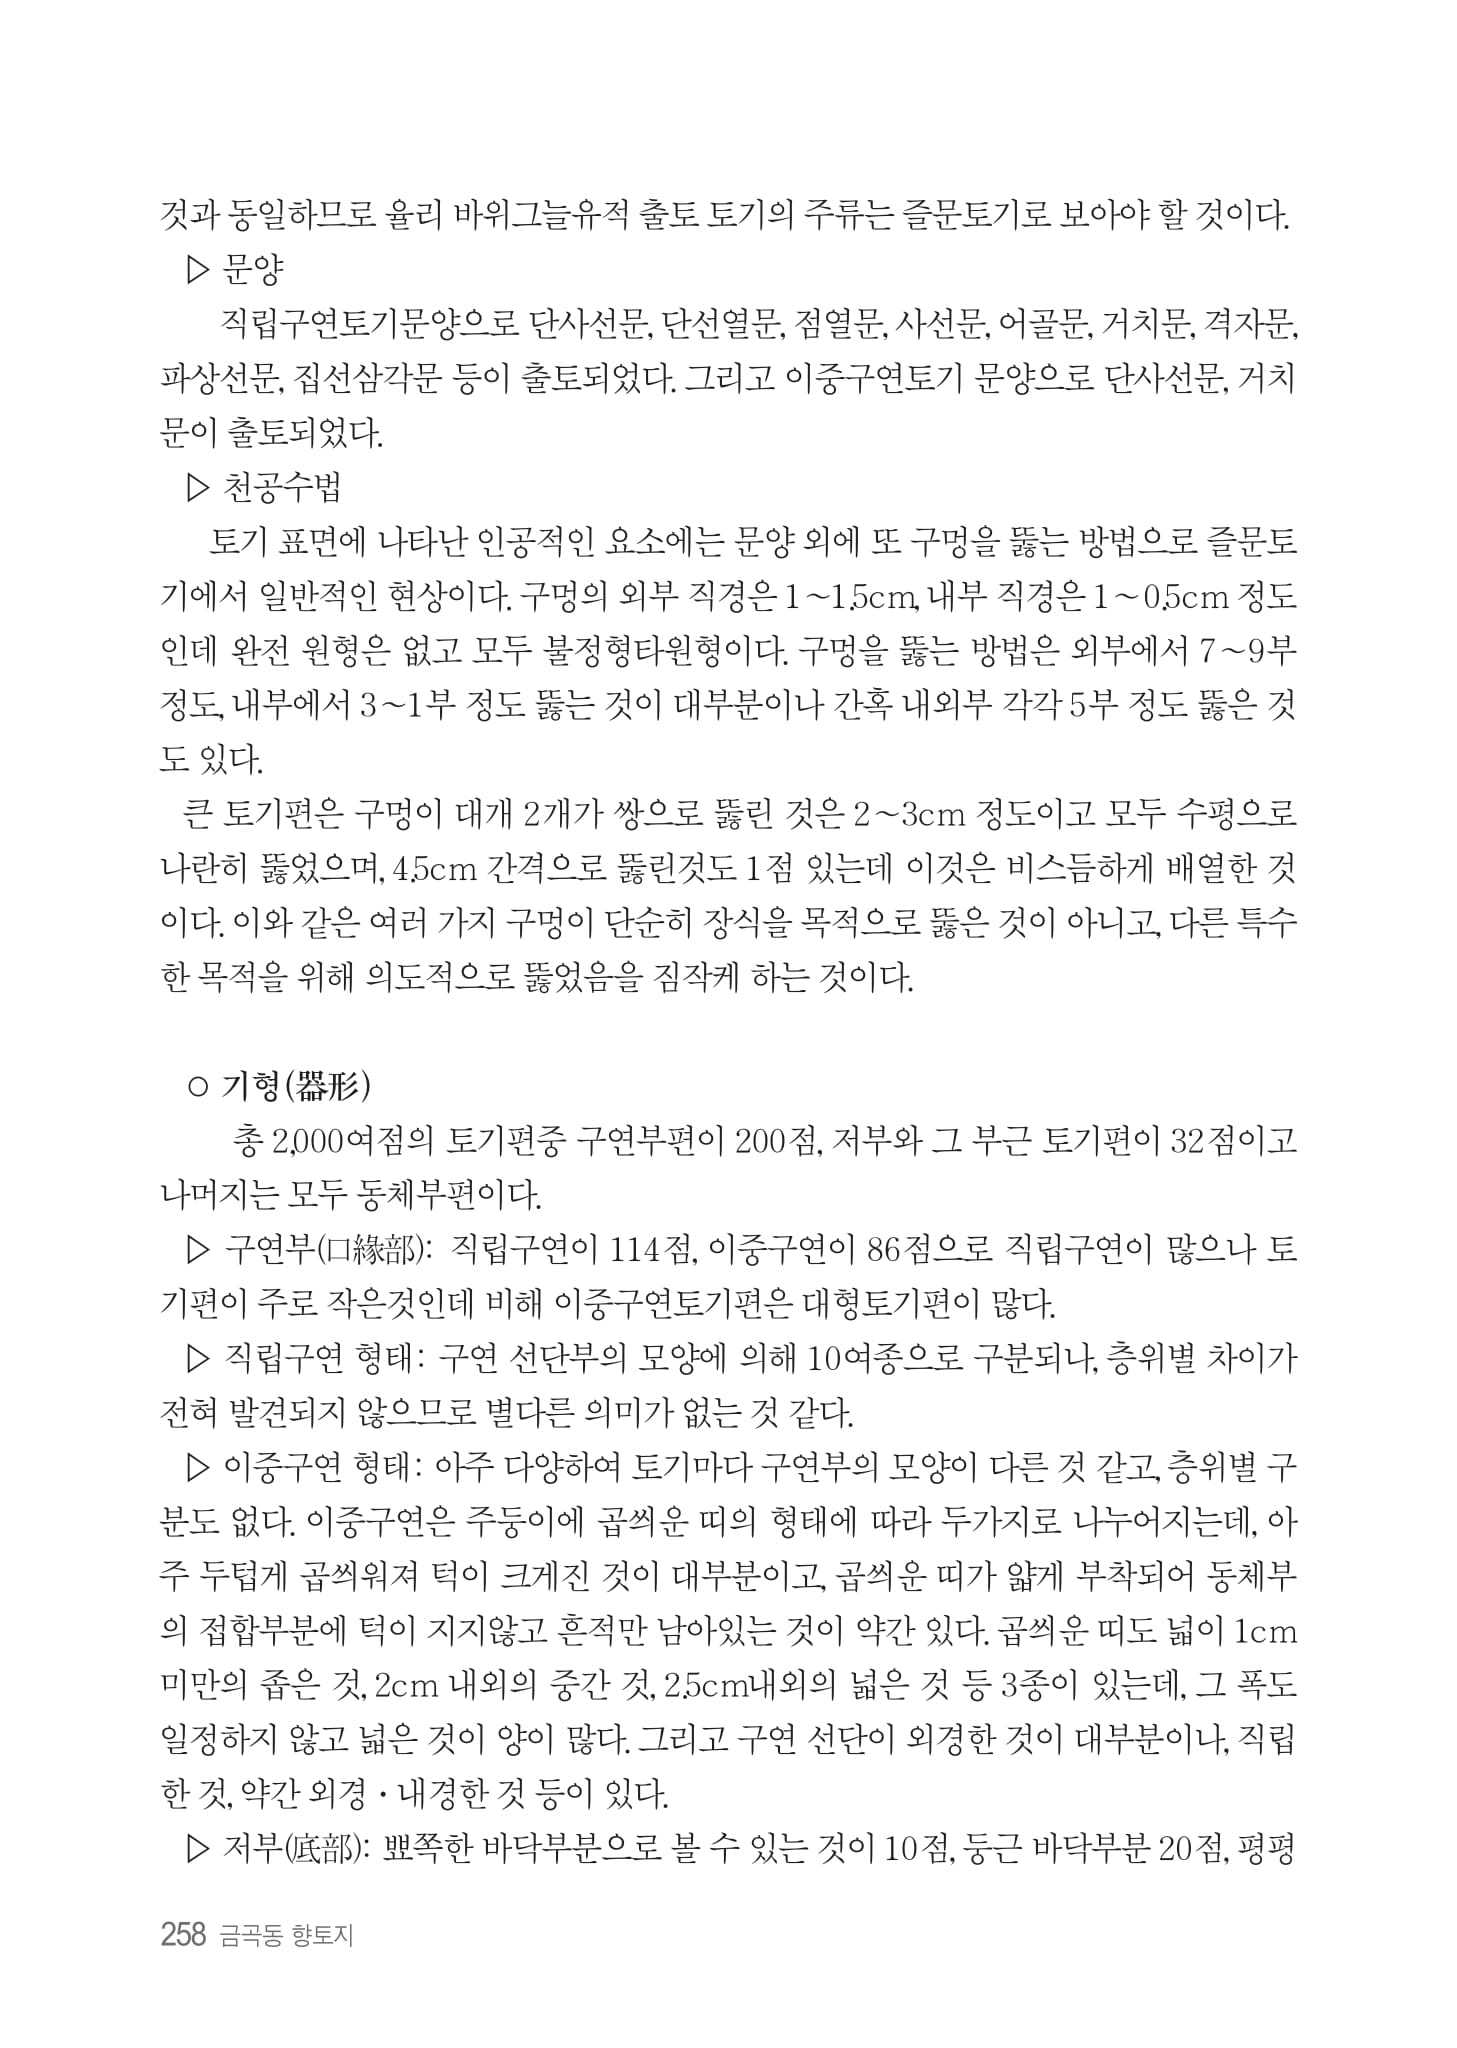 것과 동일하므로 율리 바위그늘유적 출토 토기의 주류는 즐문토기로 보아야 할 것이다.
▷ 문양
직립구연토기문양으로 단사선문, 단선열문, 점열문, 사선문, 어골문, 거치문, 격자문,
파상선문, 집선삼각문 등이 출토되었다. 그리고 이중구연토기 문양으로 단사선문, 거치
문이 출토되었다.
▷ 천공수법
토기 표면에 나타난 인공적인 요소에는 문양 외에 또 구멍을 뚫는 방법으로 즐문토
기에서 일반적인 현상이다. 구멍의 외부 직경은 1~1.5cm, 내부 직경은 1~0.5cm 정도
인데 완전 원형은 없고 모두 불정형타원형이다. 구멍을 뚫는 방법은 외부에서 7~9부
정도, 내부에서 3~1부 정도 뚫는 것이 대부분이나 간혹 내외부 각각 5부 정도 뚫은 것
도 있다.
큰 토기편은 구멍이 대개 2개가 쌍으로 뚫린 것은 2~3cm 정도이고 모두 수평으로
나란히 뚫었으며, 4.5cm 간격으로 뚫린것도 1점 있는데 이것은 비스듬하게 배열한 것
이다. 이와 같은 여러 가지 구멍이 단순히 장식을 목적으로 뚫은 것이 아니고, 다른 특수
한 목적을 위해 의도적으로 뚫었음을 짐작케 하는 것이다.
○ 기형(器形)
총 2,000여점의 토기편중 구연부편이 200점, 저부와 그 부근 토기편이 32점이고
나머지는 모두 동체부편이다.
▷ 구연부(口緣部): 직립구연이 114점, 이중구연이 86점으로 직립구연이 많으나 토
기편이 주로 작은것인데 비해 이중구연토기편은 대형토기편이 많다.
▷ 직립구연 형태: 구연 선단부의 모양에 의해 10여종으로 구분되나, 층위별 차이가
전혀 발견되지 않으므로 별다른 의미가 없는 것 같다.
▷ 이중구연 형태: 아주 다양하여 토기마다 구연부의 모양이 다른 것 같고, 층위별 구
분도 없다. 이중구연은 주둥이에 곱씌운 띠의 형태에 따라 두가지로 나누어지는데, 아
주 두텁게 곱씌워져 턱이 크게진 것이 대부분이고, 곱씌운 띠가 얇게 부착되어 동체부
의 접합부분에 턱이 지지않고 흔적만 남아있는 것이 약간 있다. 곱씌운 띠도 넓이 1cm
미만의 좁은 것, 2cm 내외의 중간 것, 2.5cm내외의 넓은 것 등 3종이 있는데, 그 폭도
일정하지 않고 넓은 것이 양이 많다. 그리고 구연 선단이 외경한 것이 대부분이나, 직립
한 것, 약간 외경·내경한 것 등이 있다.
▷ 저부(底部): 뾰쪽한 바닥부분으로 볼 수 있는 것이 10점, 둥근 바닥부분 20점, 평평
258 금곡동 향토지